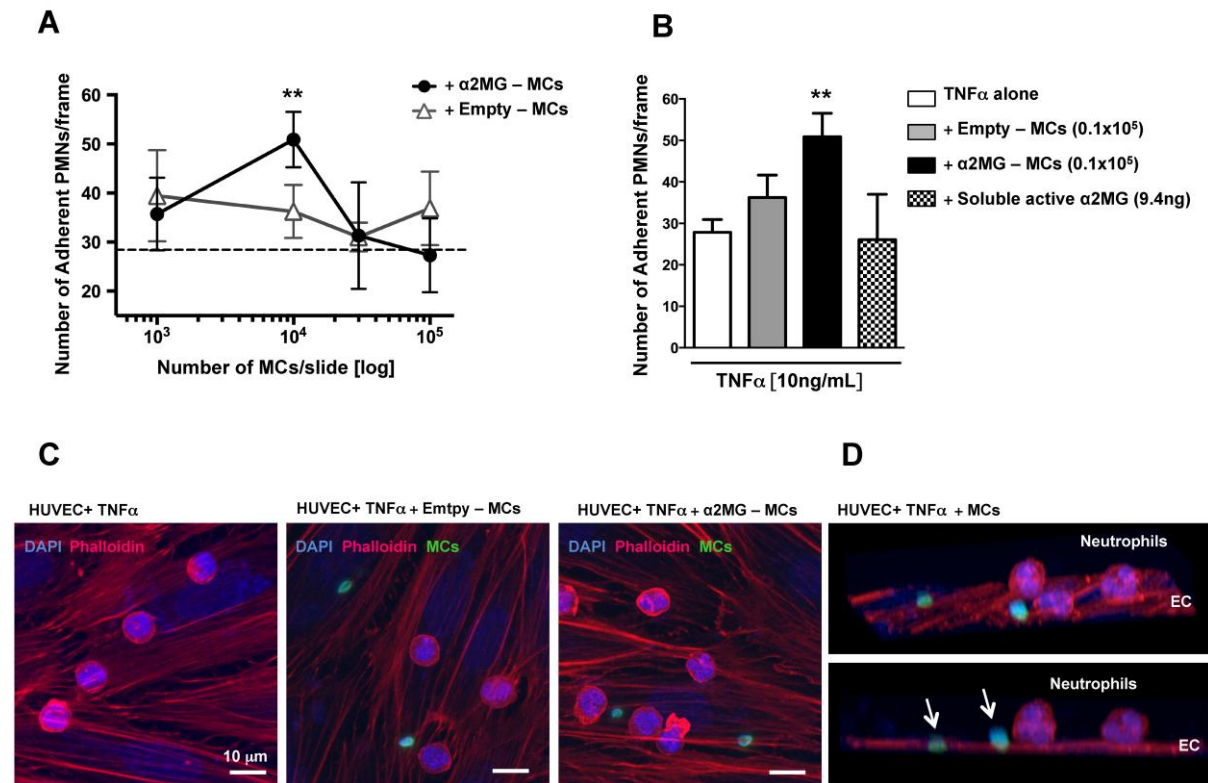 A
+ α2MG – MCs
+ Empty – MCs
**
Number of Adherent PMNs/frame
60
50
40
30
20
10³
10⁴
10⁵
Number of MCs/slide [log]
B
**
Number of Adherent PMNs/frame
60
50
40
30
20
10
0
TNFα [10ng/mL]
TNFα alone
+ Empty – MCs (0.1x10⁵)
+ α2MG – MCs (0.1x10⁵)
+ Soluble active α2MG (9.4ng)
C
HUVEC+ TNFα
DAPI Phalloidin
10 µm
HUVEC+ TNFα + Emtpy – MCs
DAPI Phalloidin MCs
HUVEC+ TNFα + α2MG – MCs
DAPI Phalloidin MCs
D
HUVEC+ TNFα + MCs
Neutrophils
EC
Neutrophils
EC